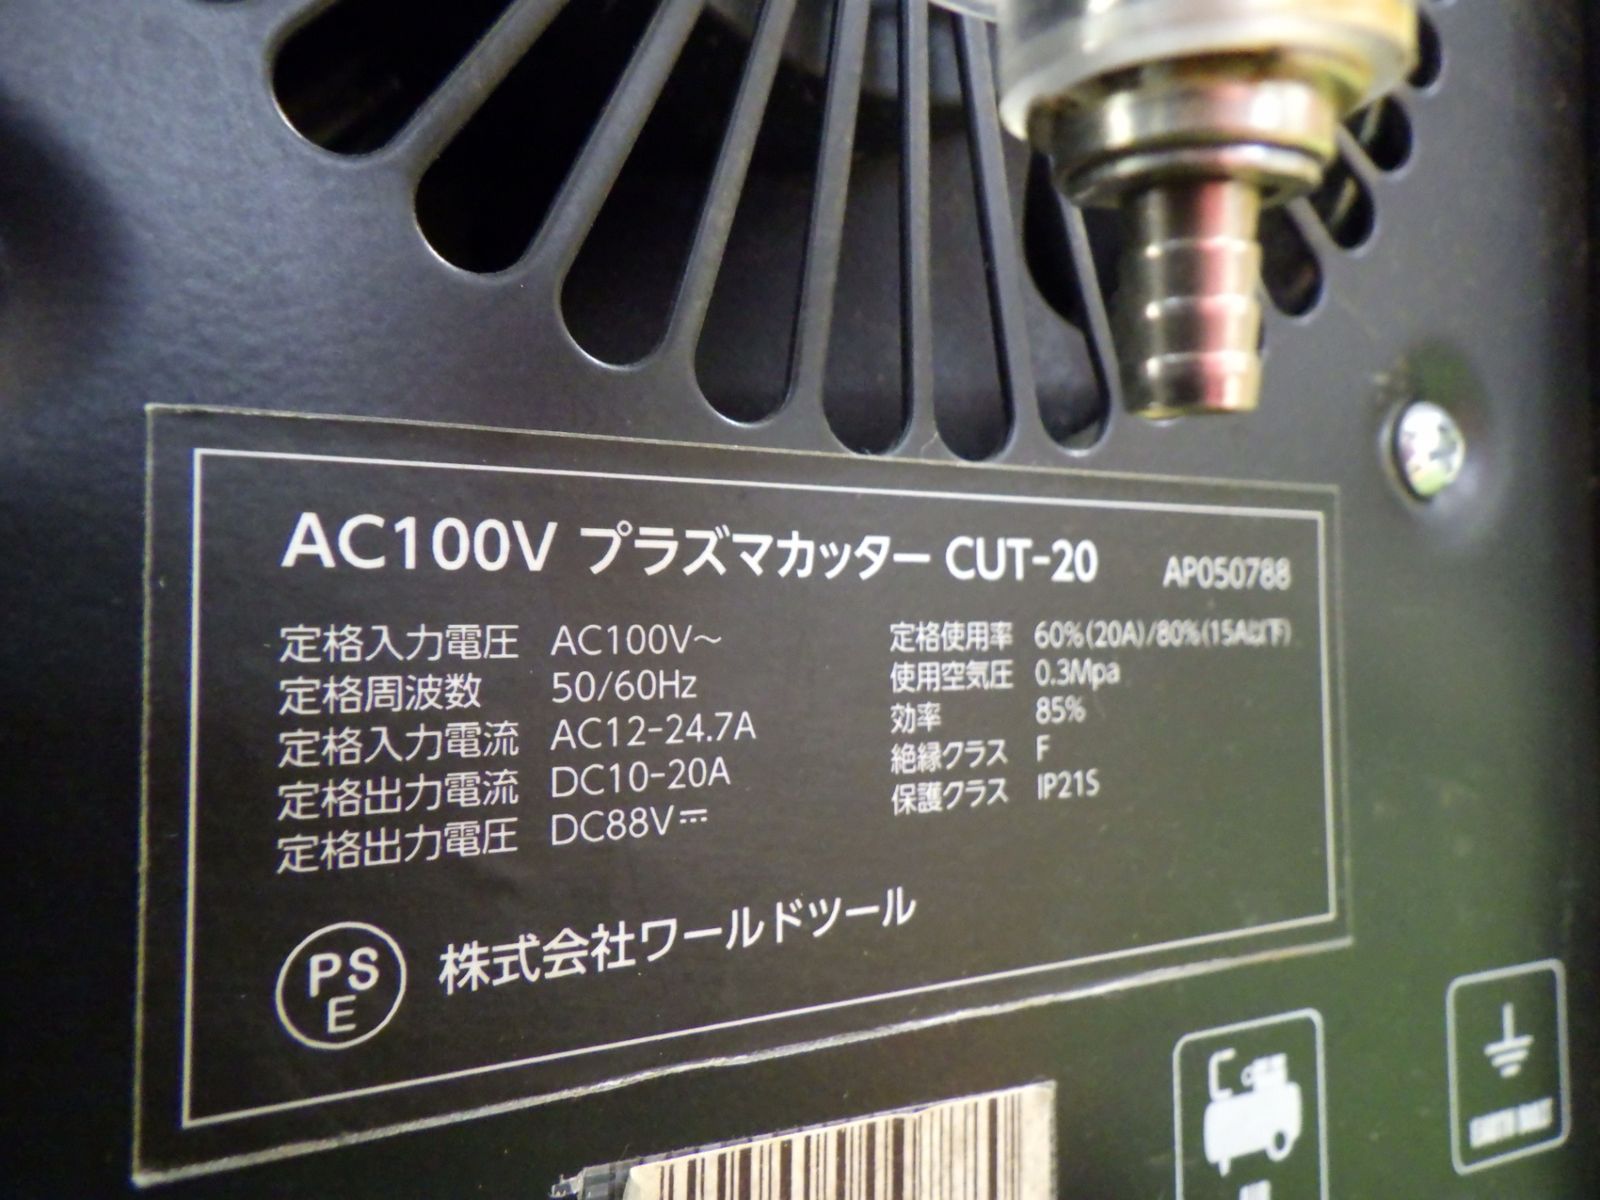 AC100V プラズマカッター CUT-20 AP050788
定格入力電圧 AC100V～
定格周波数 50/60Hz
定格入力電流 AC12-24.7A
定格出力電流 DC10-20A
定格出力電圧 DC88V⎓
定格使用率 60%(20A)/80%(15A以下)
使用空気圧 0.3Mpa
効率 85%
絶縁クラス F
保護クラス IP21S
PS
E
株式会社ワールドツール